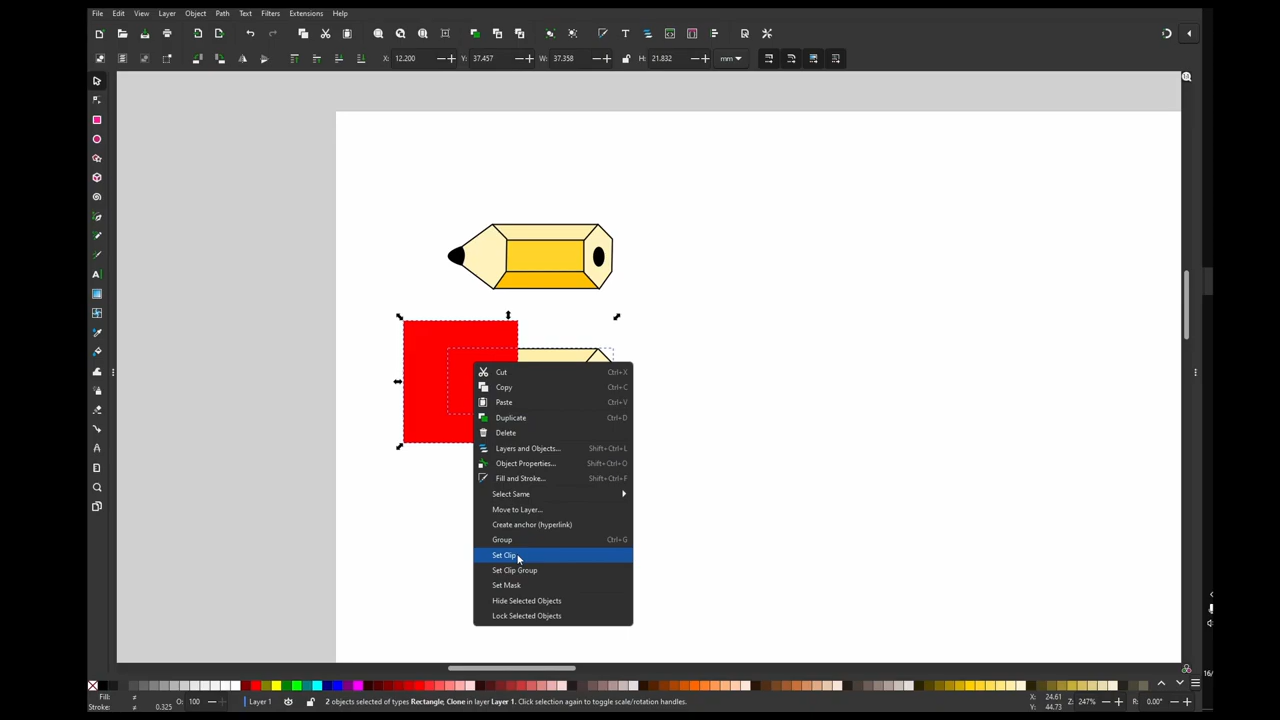 File Edit View Layer Object Path Text Filters Extensions Help
X: 12.200 Y: 37.457 W: 37.358 H: 21.832 mm
Cut Ctrl+X
Copy Ctrl+C
Paste Ctrl+V
Duplicate Ctrl+D
Delete
Layers and Objects... Shift+Ctrl+L
Object Properties... Shift+Ctrl+O
Fill and Stroke... Shift+Ctrl+F
Select Same
Move to Layer...
Create anchor (hyperlink)
Group Ctrl+G
Set Clip
Set Clip Group
Set Mask
Hide Selected Objects
Lock Selected Objects
16/
Fill: ≠
Stroke: ≠ 0.325 O: 100 Layer 1 2 objects selected of types Rectangle, Clone in layer Layer 1. Click selection again to toggle scale/rotation handles. X: 24.61 Z: 247% R: 0.00°
Y: 44.73